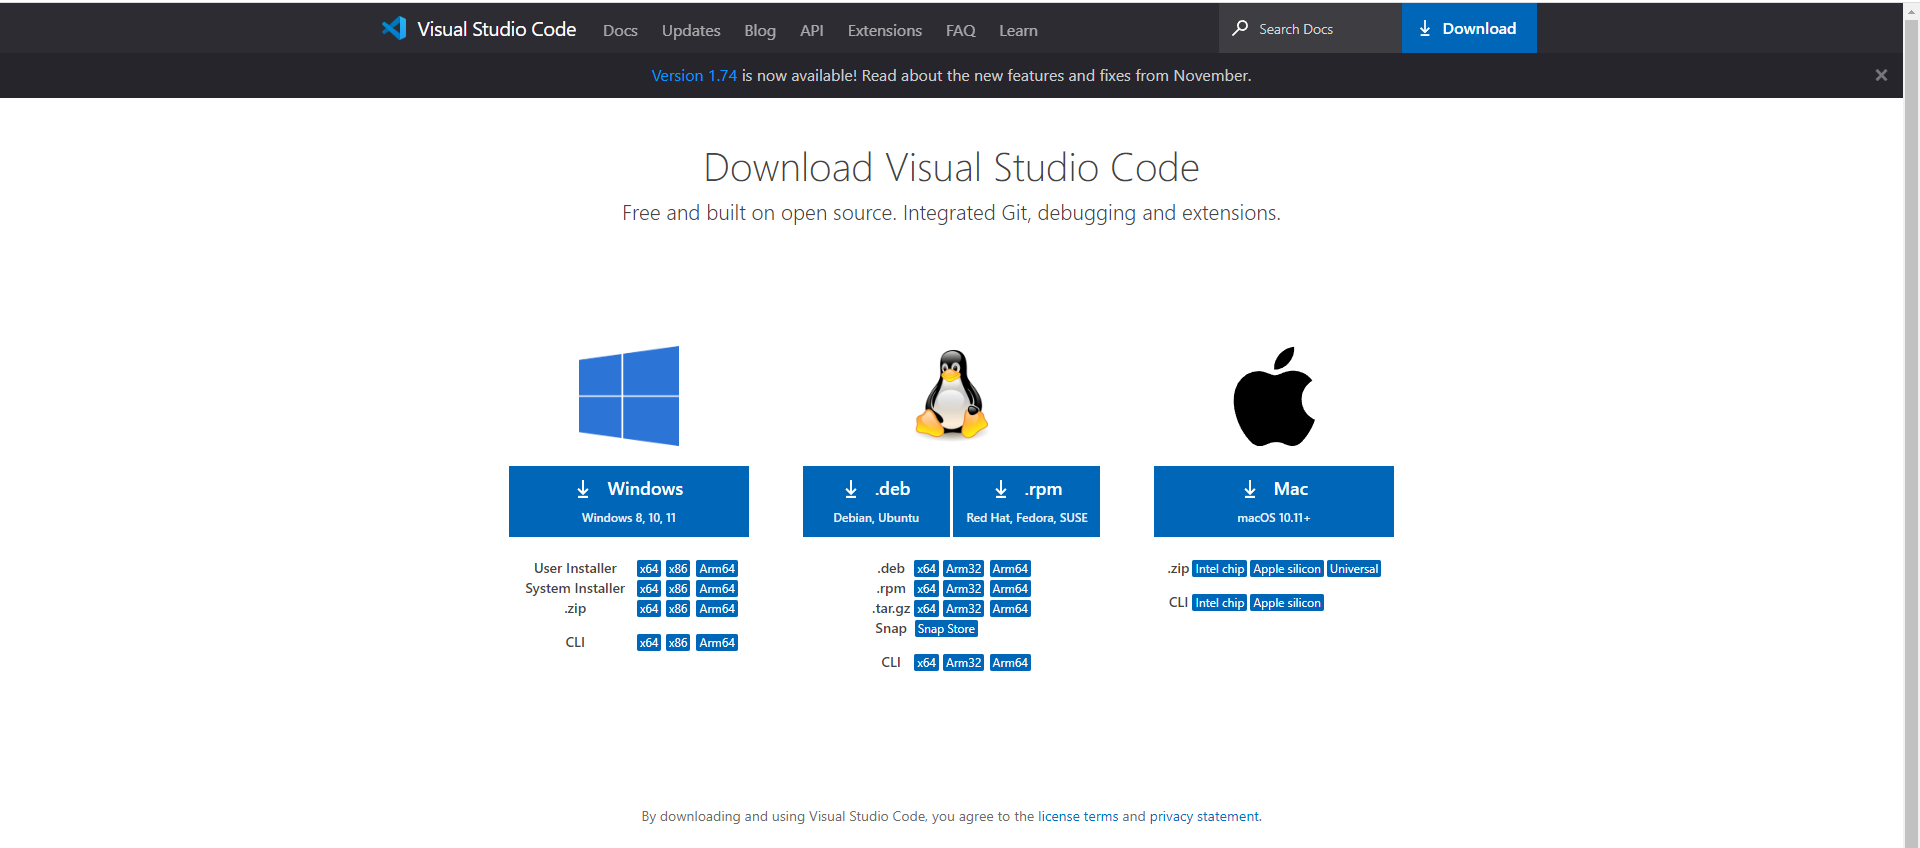 Visual Studio Code Docs Updates Blog API Extensions FAQ Learn Search Docs Download
Version 1.74 is now available! Read about the new features and fixes from November.
Download Visual Studio Code
Free and built on open source. Integrated Git, debugging and extensions.
Windows
Windows 8, 10, 11
User Installer x64 x86 Arm64
System Installer x64 x86 Arm64
.zip x64 x86 Arm64
CLI x64 x86 Arm64
.deb
Debian, Ubuntu
.rpm
Red Hat, Fedora, SUSE
.deb x64 Arm32 Arm64
.rpm x64 Arm32 Arm64
.tar.gz x64 Arm32 Arm64
Snap Snap Store
CLI x64 Arm32 Arm64
Mac
macOS 10.11+
.zip Intel chip Apple silicon Universal
CLI Intel chip Apple silicon
By downloading and using Visual Studio Code, you agree to the license terms and privacy statement.